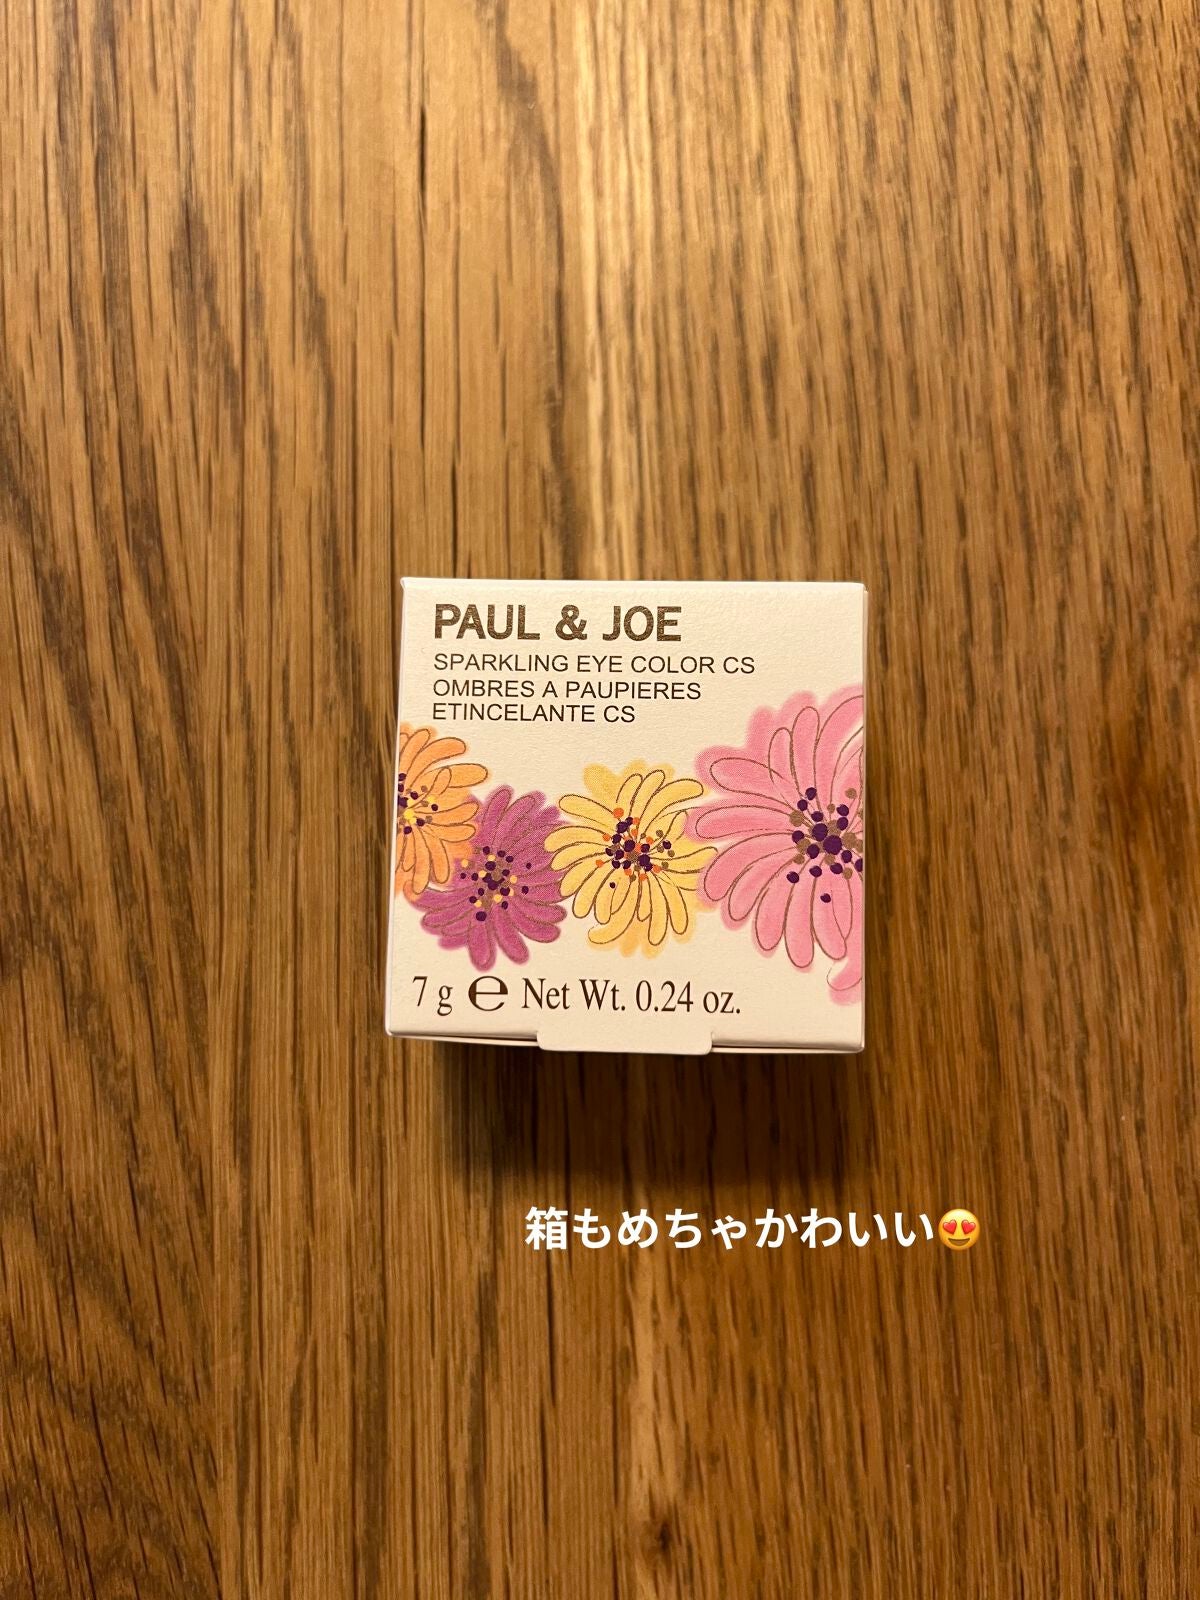 PAUL & JOE
SPARKLING EYE COLOR CS
OMBRES A PAUPIERES
ETINCELANTE CS
7 g ℮ Net Wt. 0.24 oz.
箱もめちゃかわいい😍